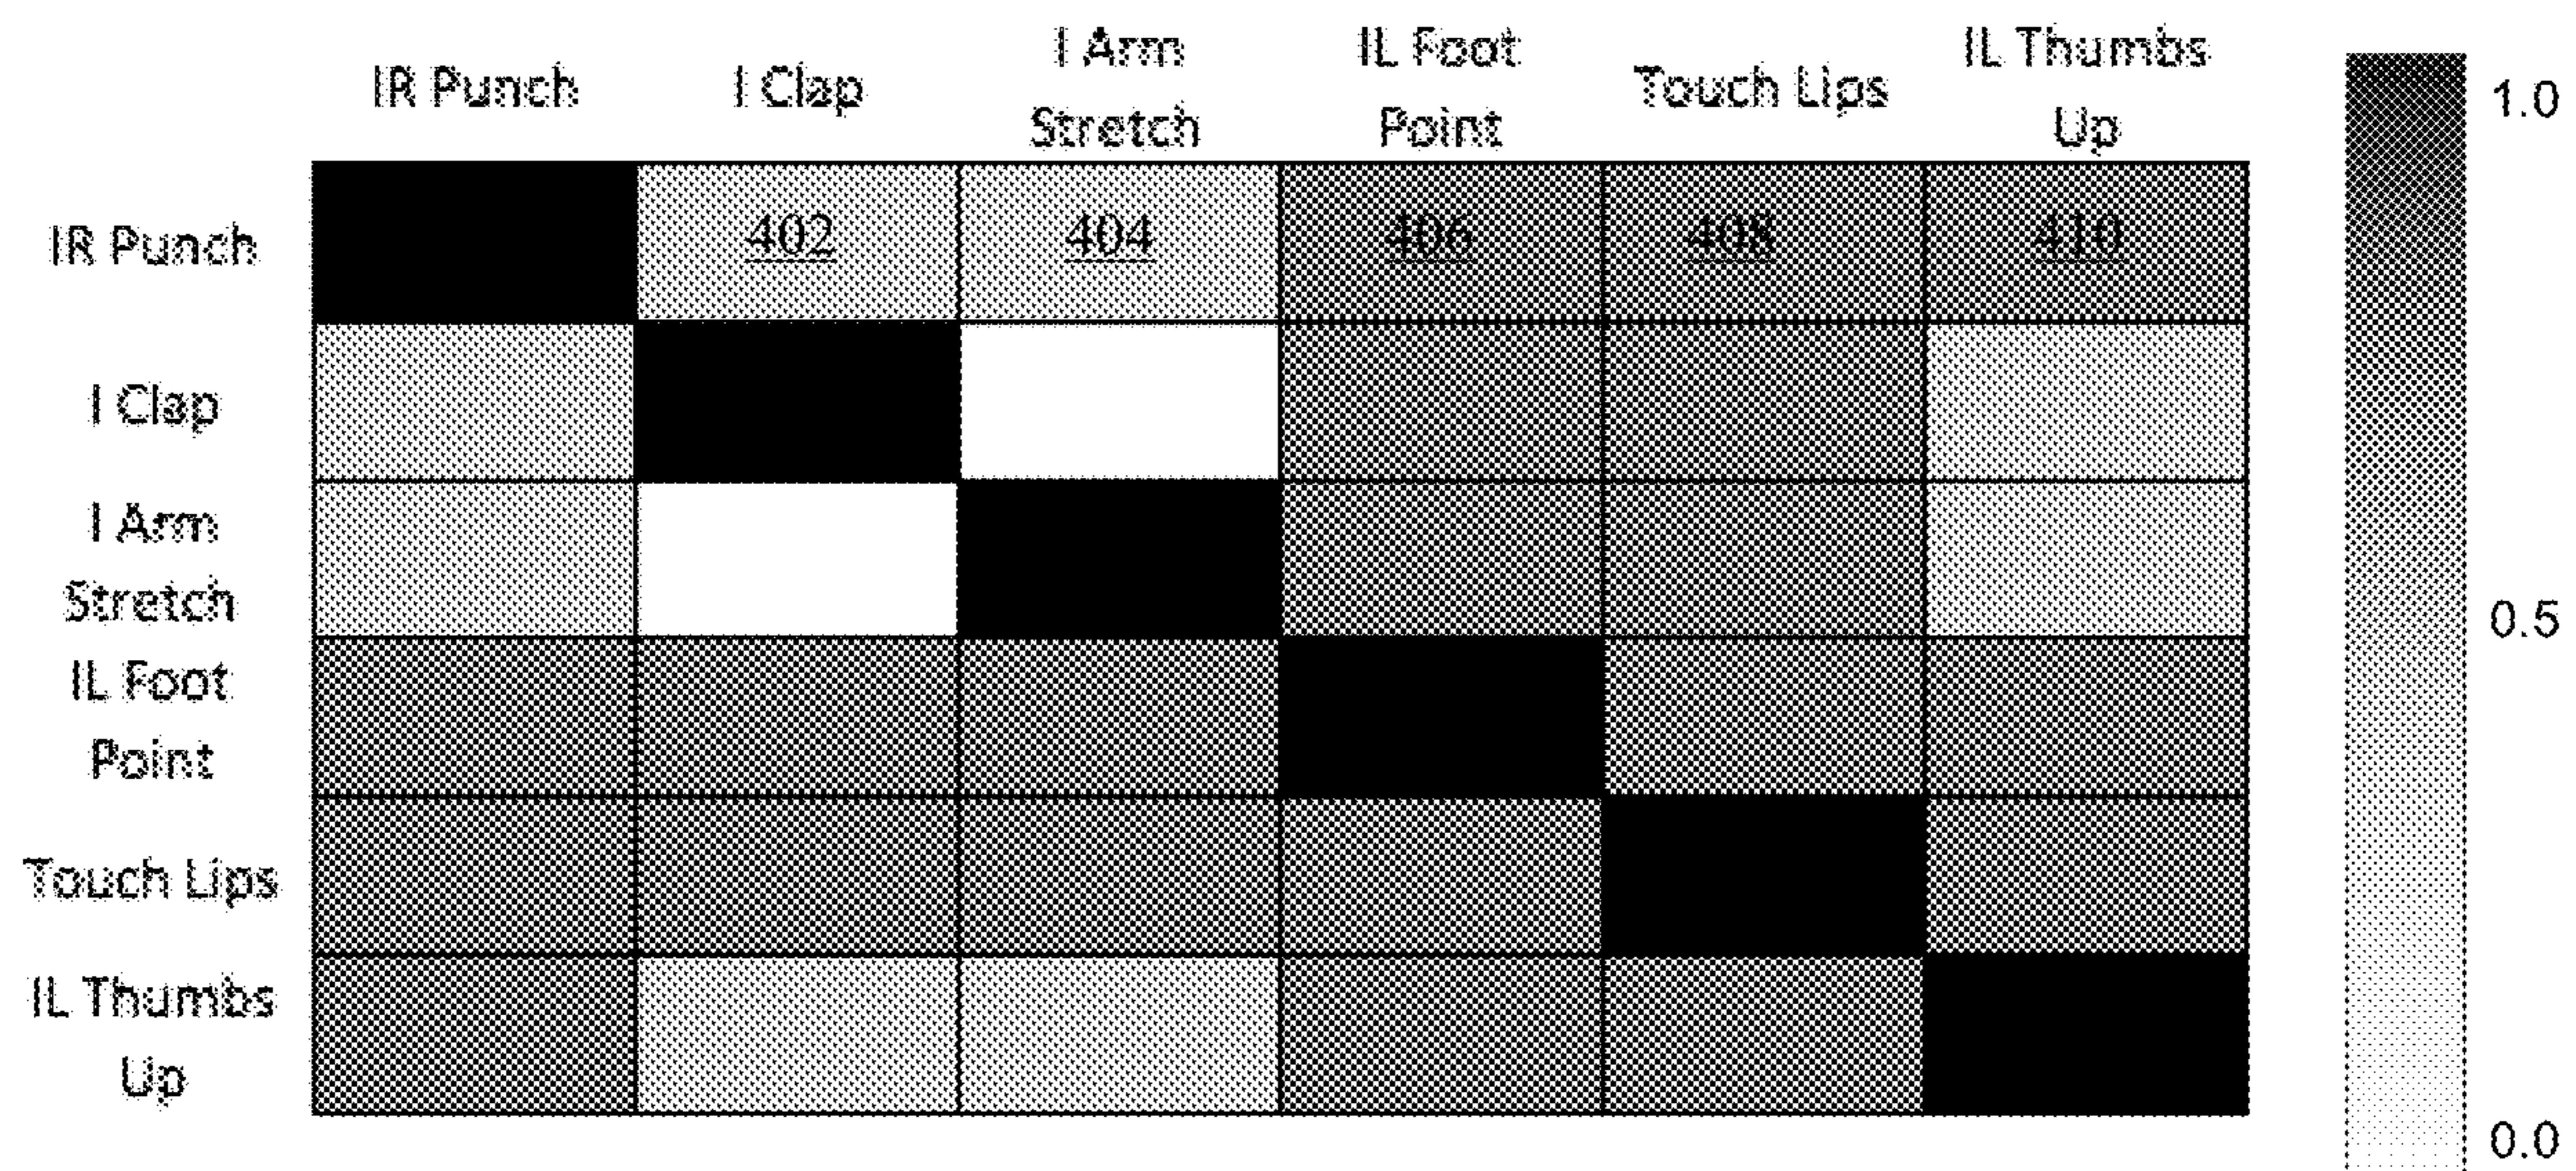 IR Punch
I Clap
I Arm
Stretch
IL Foot
Point
Touch Lips
IL Thumbs
Up
1.0
IR Punch
402
404
406
408
410
I Clap
I Arm
Stretch
0.5
IL Foot
Point
Touch Lips
IL Thumbs
Up
0.0